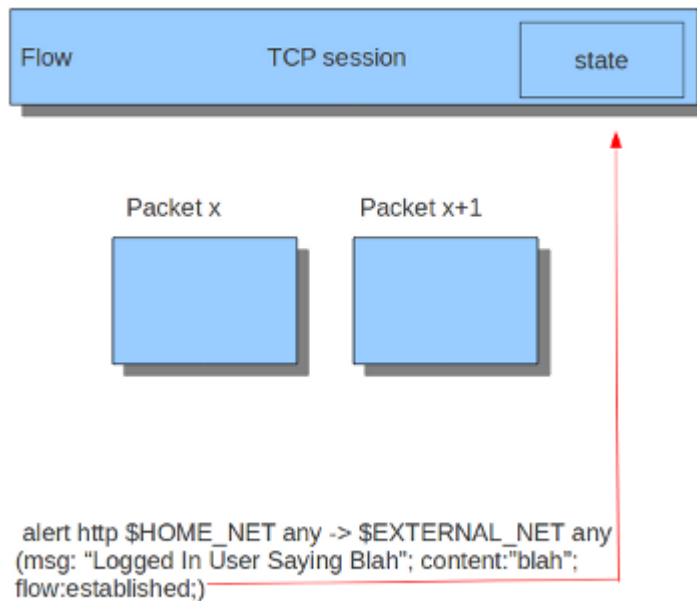 Flow TCP session state
Packet x Packet x+1
alert http $HOME_NET any -> $EXTERNAL_NET any
(msg: “Logged In User Saying Blah"; content:"blah”;
flow:established;)